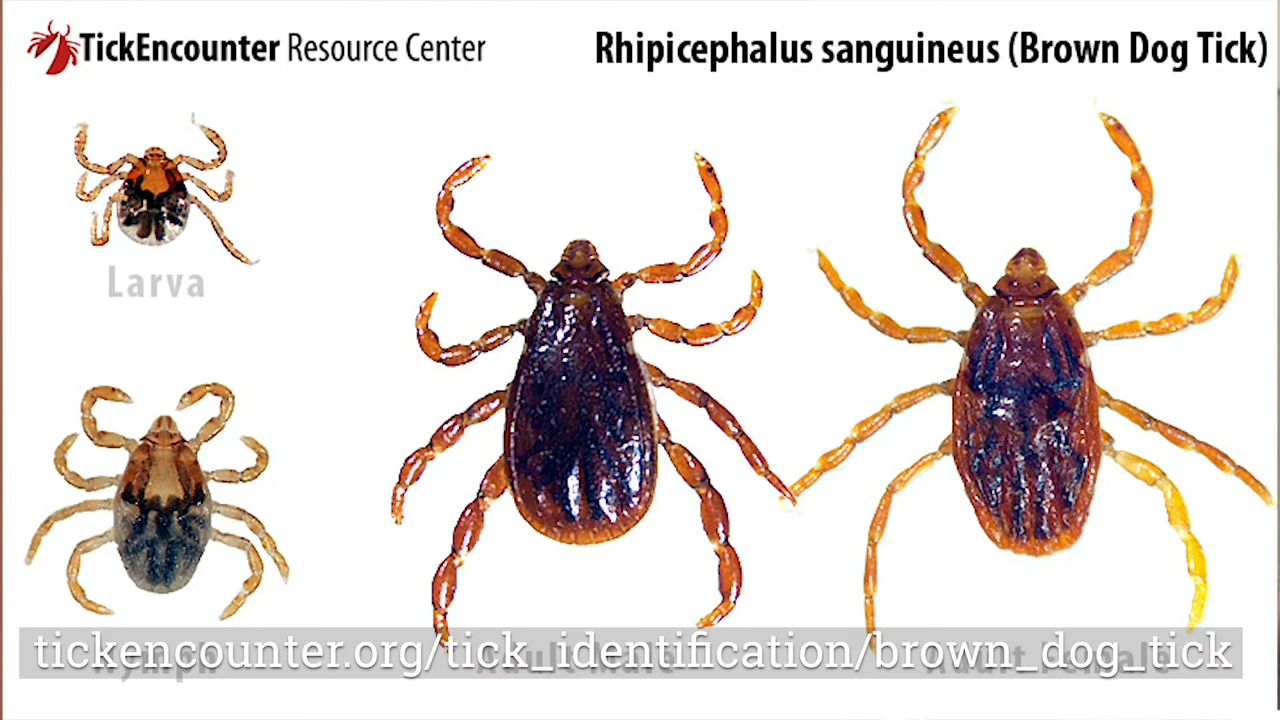 TickEncounter Resource Center
Rhipicephalus sanguineus (Brown Dog Tick)
Larva
tickencounter.org/tick_identification/brown_dog_tick